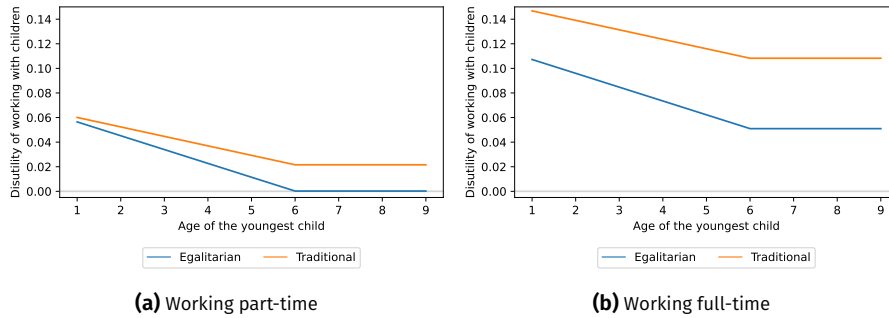 0.14
0.12
0.10
0.08
0.06
0.04
0.02
0.00
Disutility of working with children
1 2 3 4 5 6 7 8 9
Age of the youngest child
Egalitarian Traditional
(a) Working part-time
0.14
0.12
0.10
0.08
0.06
0.04
0.02
0.00
Disutility of working with children
1 2 3 4 5 6 7 8 9
Age of the youngest child
Egalitarian Traditional
(b) Working full-time